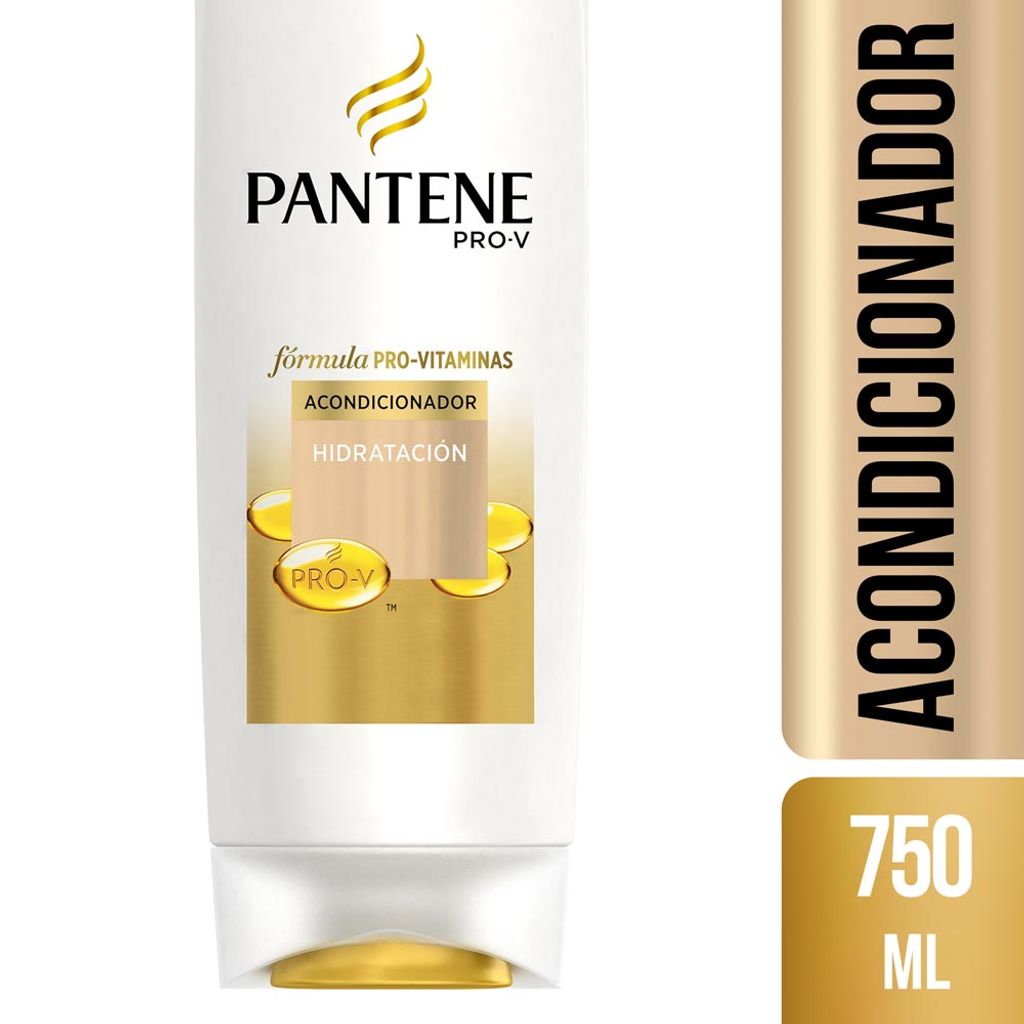 PANTENE
PRO-V
fórmula PRO-VITAMINAS
ACONDICIONADOR
HIDRATACIÓN
PRO-V
TM
ACONDICIONADOR
750
ML